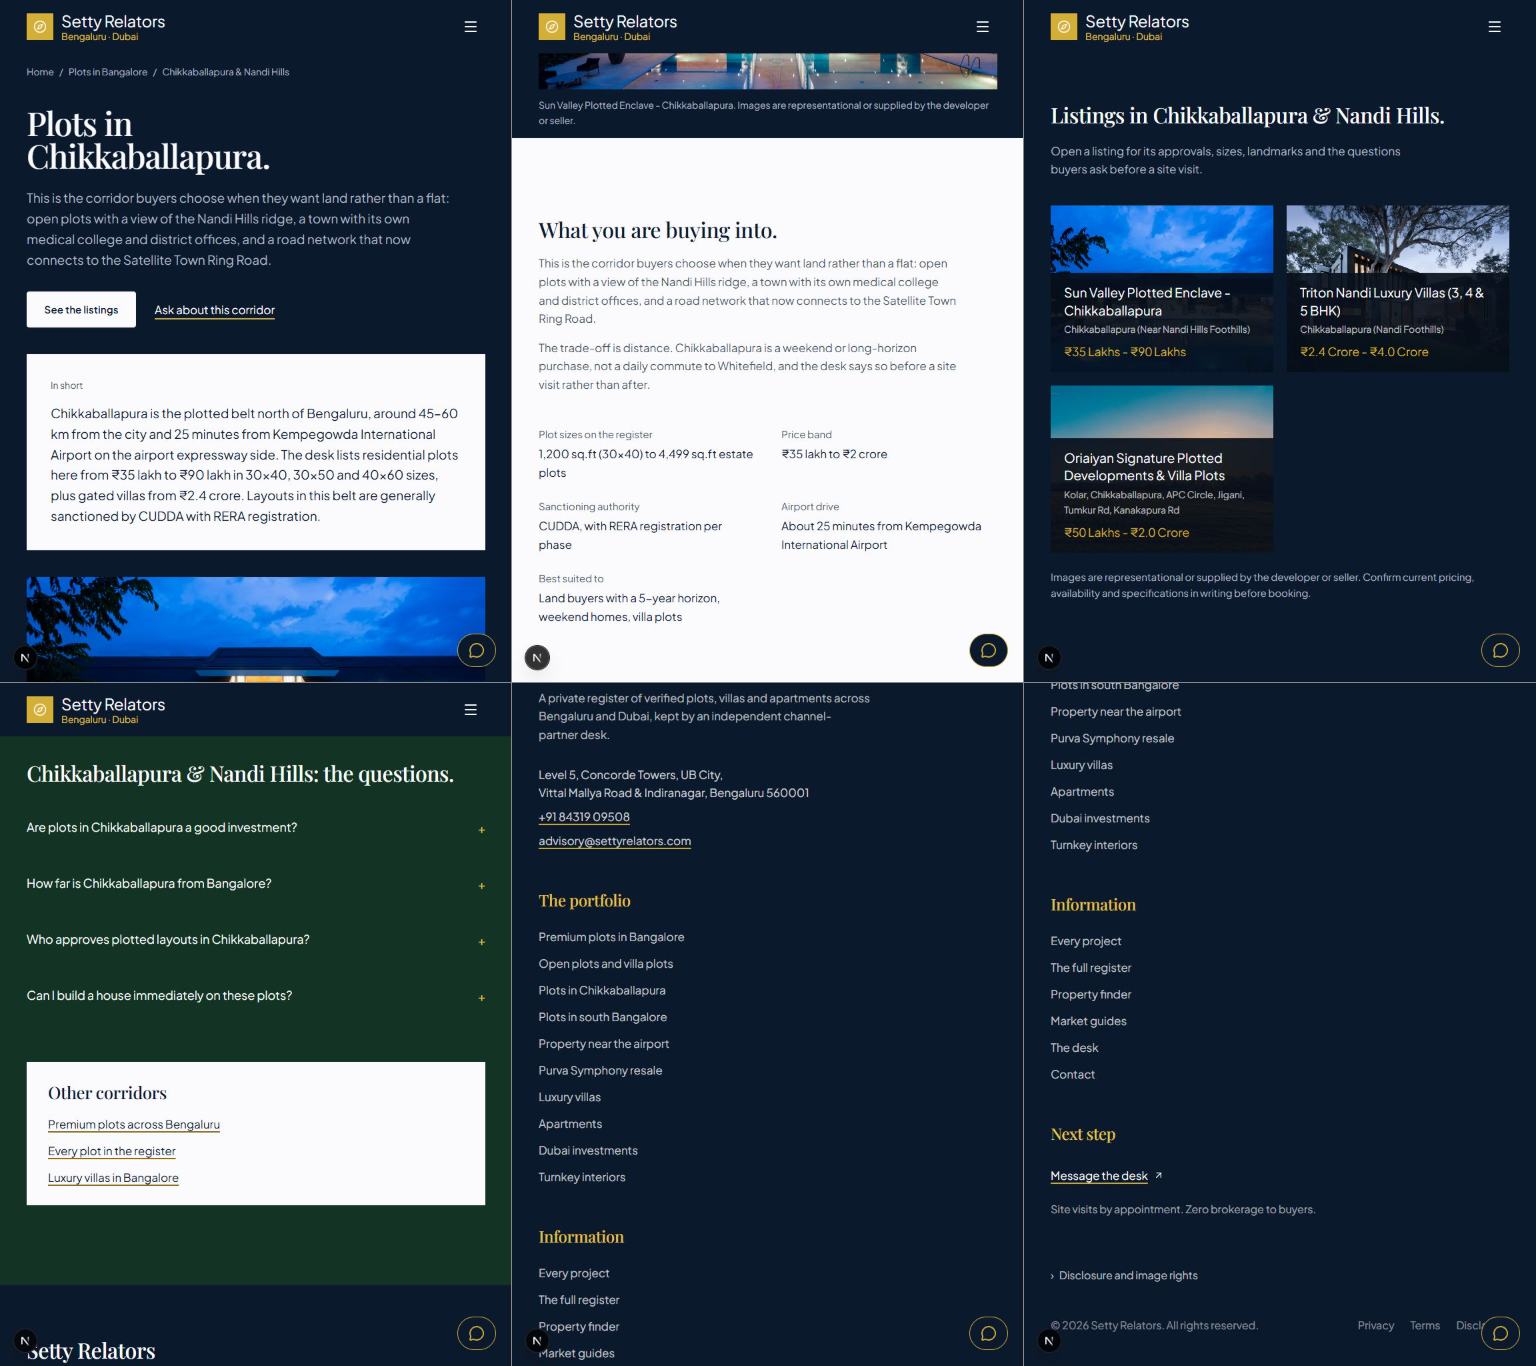 Setty Relators
Bengaluru · Dubai
Home / Plots in Bangalore / Chikkaballapura & Nandi Hills
Plots in
Chikkaballapura.
This is the corridor buyers choose when they want land rather than a flat:
open plots with a view of the Nandi Hills ridge, a town with its own
medical college and district offices, and a road network that now
connects to the Satellite Town Ring Road.
See the listings
Ask about this corridor
In short
Chikkaballapura is the plotted belt north of Bengaluru, around 45–60
km from the city and 25 minutes from Kempegowda International
Airport on the airport expressway side. The desk lists residential plots
here from ₹35 lakh to ₹90 lakh in 30×40, 30×50 and 40×60 sizes,
plus gated villas from ₹2.4 crore. Layouts in this belt are generally
sanctioned by CUDDA with RERA registration.
N
Setty Relators
Bengaluru · Dubai
Sun Valley Plotted Enclave - Chikkaballapura. Images are representational or supplied by the developer
or seller.
What you are buying into.
This is the corridor buyers choose when they want land rather than a flat: open
plots with a view of the Nandi Hills ridge, a town with its own medical college
and district offices, and a road network that now connects to the Satellite Town
Ring Road.
The trade-off is distance. Chikkaballapura is a weekend or long-horizon
purchase, not a daily commute to Whitefield, and the desk says so before a site
visit rather than after.
Plot sizes on the register
1,200 sq.ft (30×40) to 4,499 sq.ft estate
plots
Price band
₹35 lakh to ₹2 crore
Sanctioning authority
CUDDA, with RERA registration per
phase
Airport drive
About 25 minutes from Kempegowda
International Airport
Best suited to
Land buyers with a 5-year horizon,
weekend homes, villa plots
N
Setty Relators
Bengaluru · Dubai
Listings in Chikkaballapura & Nandi Hills.
Open a listing for its approvals, sizes, landmarks and the questions
buyers ask before a site visit.
Sun Valley Plotted Enclave -
Chikkaballapura
Chikkaballapura (Near Nandi Hills Foothills)
₹35 Lakhs - ₹90 Lakhs
Triton Nandi Luxury Villas (3, 4 &
5 BHK)
Chikkaballapura (Nandi Foothills)
₹2.4 Crore - ₹4.0 Crore
Oriaiyan Signature Plotted
Developments & Villa Plots
Kolar, Chikkaballapura, APC Circle, Jigani,
Tumkur Rd, Kanakapura Rd
₹50 Lakhs - ₹2.0 Crore
Images are representational or supplied by the developer or seller. Confirm current pricing,
availability and specifications in writing before booking.
N
Setty Relators
Bengaluru · Dubai
Chikkaballapura & Nandi Hills: the questions.
Are plots in Chikkaballapura a good investment?
+
How far is Chikkaballapura from Bangalore?
+
Who approves plotted layouts in Chikkaballapura?
+
Can I build a house immediately on these plots?
+
Other corridors
Premium plots across Bengaluru
Every plot in the register
Luxury villas in Bangalore
N
Setty Relators
A private register of verified plots, villas and apartments across
Bengaluru and Dubai, kept by an independent channel-
partner desk.
Level 5, Concorde Towers, UB City,
Vittal Mallya Road & Indiranagar, Bengaluru 560001
+91 84319 09508
advisory@settyrelators.com
The portfolio
Premium plots in Bangalore
Open plots and villa plots
Plots in Chikkaballapura
Plots in south Bangalore
Property near the airport
Purva Symphony resale
Luxury villas
Apartments
Dubai investments
Turnkey interiors
Information
Every project
The full register
Property finder
N
Market guides
Plots in south Bangalore
Property near the airport
Purva Symphony resale
Luxury villas
Apartments
Dubai investments
Turnkey interiors
Information
Every project
The full register
Property finder
Market guides
The desk
Contact
Next step
Message the desk ↗
Site visits by appointment. Zero brokerage to buyers.
› Disclosure and image rights
© 2026 Setty Relators. All rights reserved.
Privacy Terms Discl
N